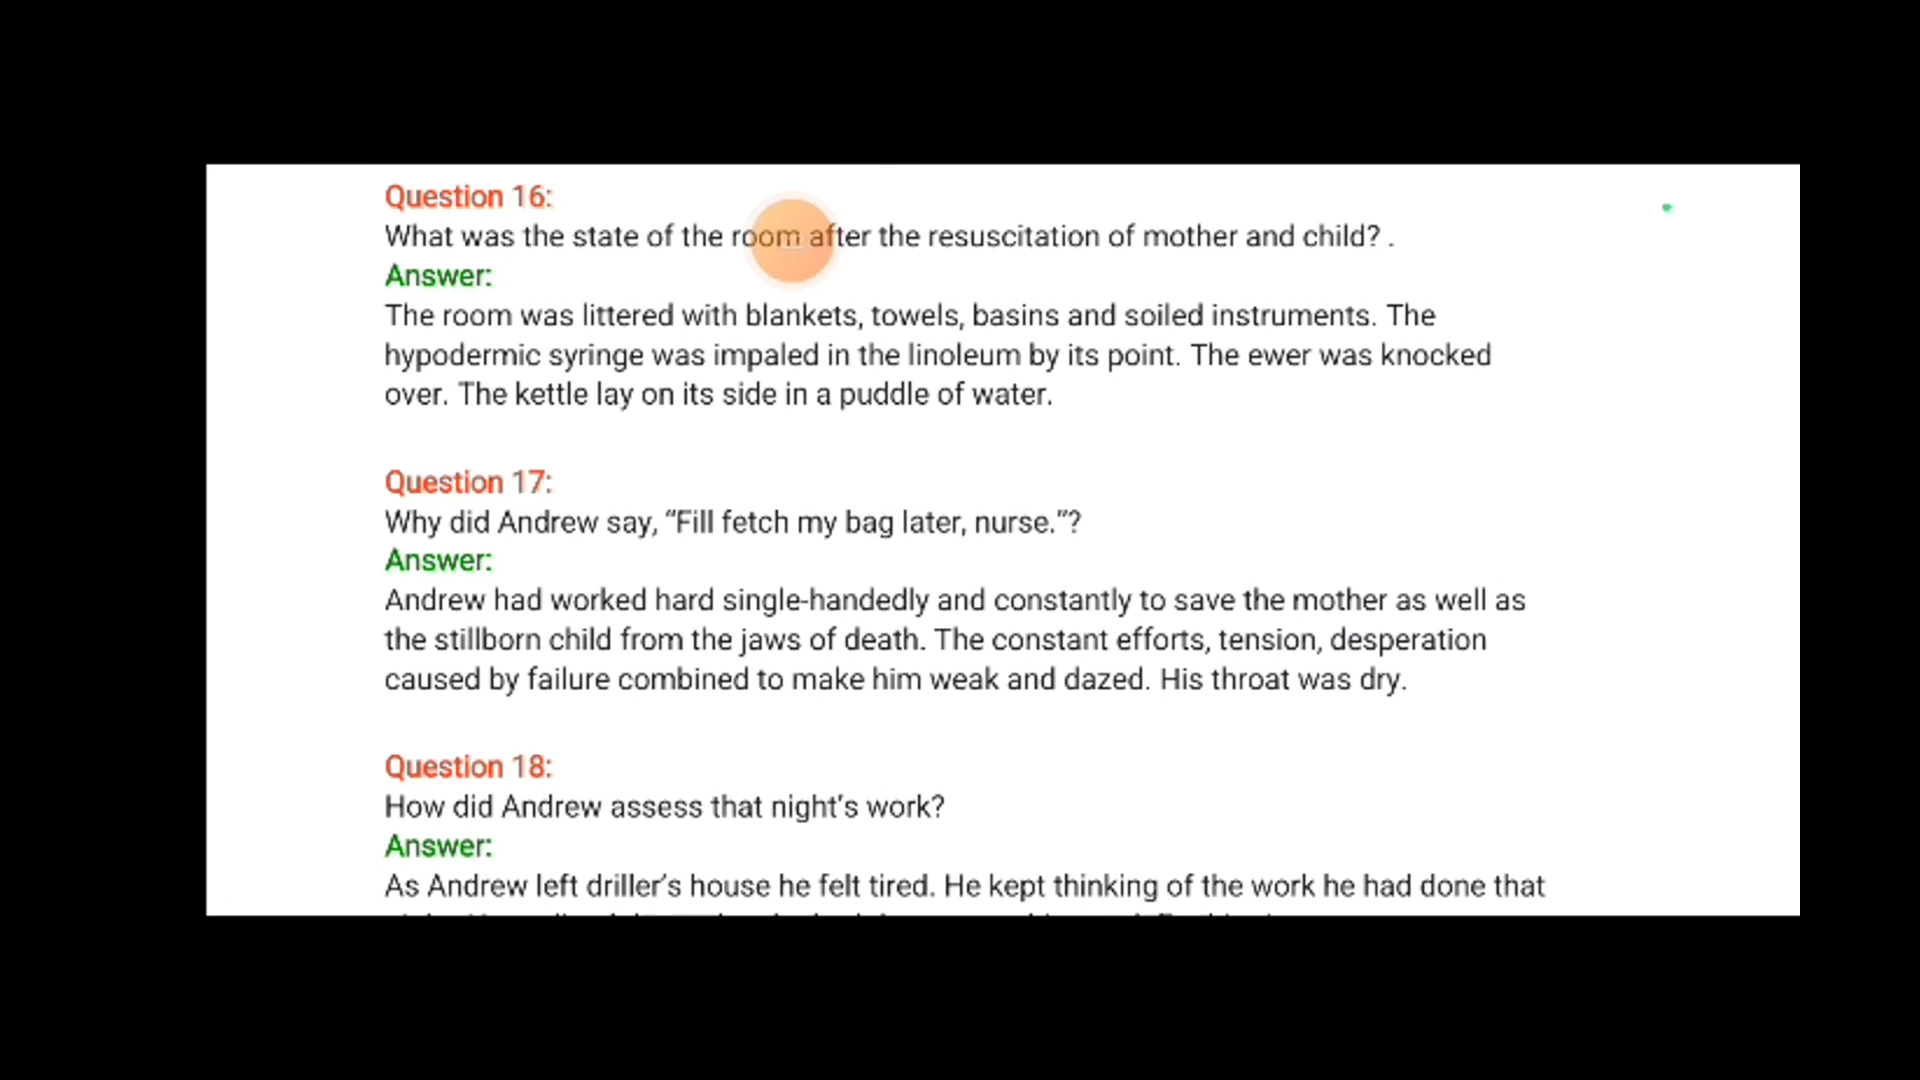 Question 16:
What was the state of the room after the resuscitation of mother and child? .
Answer:
The room was littered with blankets, towels, basins and soiled instruments. The
hypodermic syringe was impaled in the linoleum by its point. The ewer was knocked
over. The kettle lay on its side in a puddle of water.
Question 17:
Why did Andrew say, “Fill fetch my bag later, nurse.”?
Answer:
Andrew had worked hard single-handedly and constantly to save the mother as well as
the stillborn child from the jaws of death. The constant efforts, tension, desperation
caused by failure combined to make him weak and dazed. His throat was dry.
Question 18:
How did Andrew assess that night’s work?
Answer:
As Andrew left driller’s house he felt tired. He kept thinking of the work he had done that